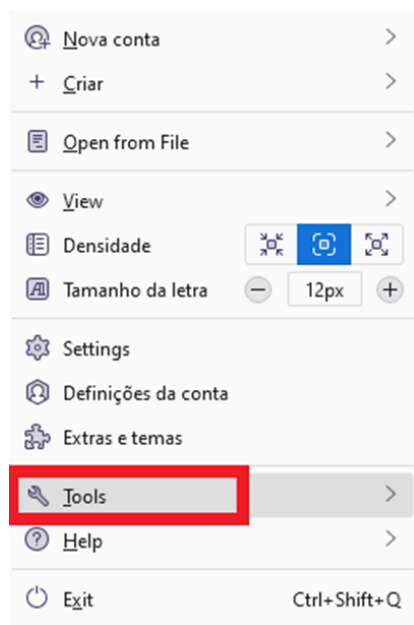 Nova conta
Criar
Open from File
View
Densidade
Tamanho da letra 12px
Settings
Definições da conta
Extras e temas
Tools
Help
Exit Ctrl+Shift+Q